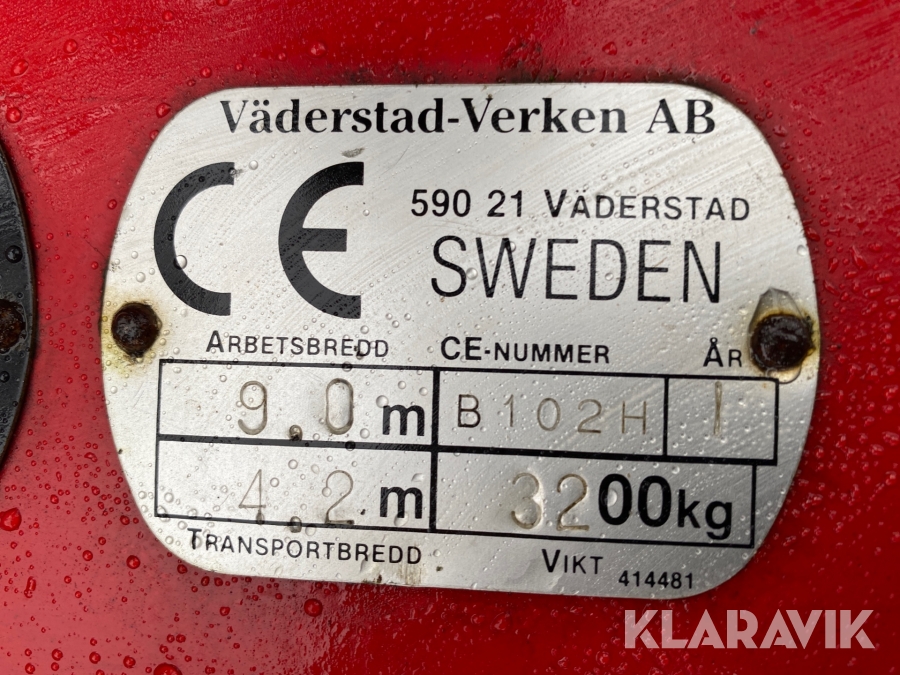 Väderstad-Verken AB
CE
590 21 VÄDERSTAD
SWEDEN
ARBETSBREDD CE-NUMMER ÅR
9.0 m B102H I
4.2 m 3200kg
TRANSPORTBREDD VIKT 414481
KLARAVIK